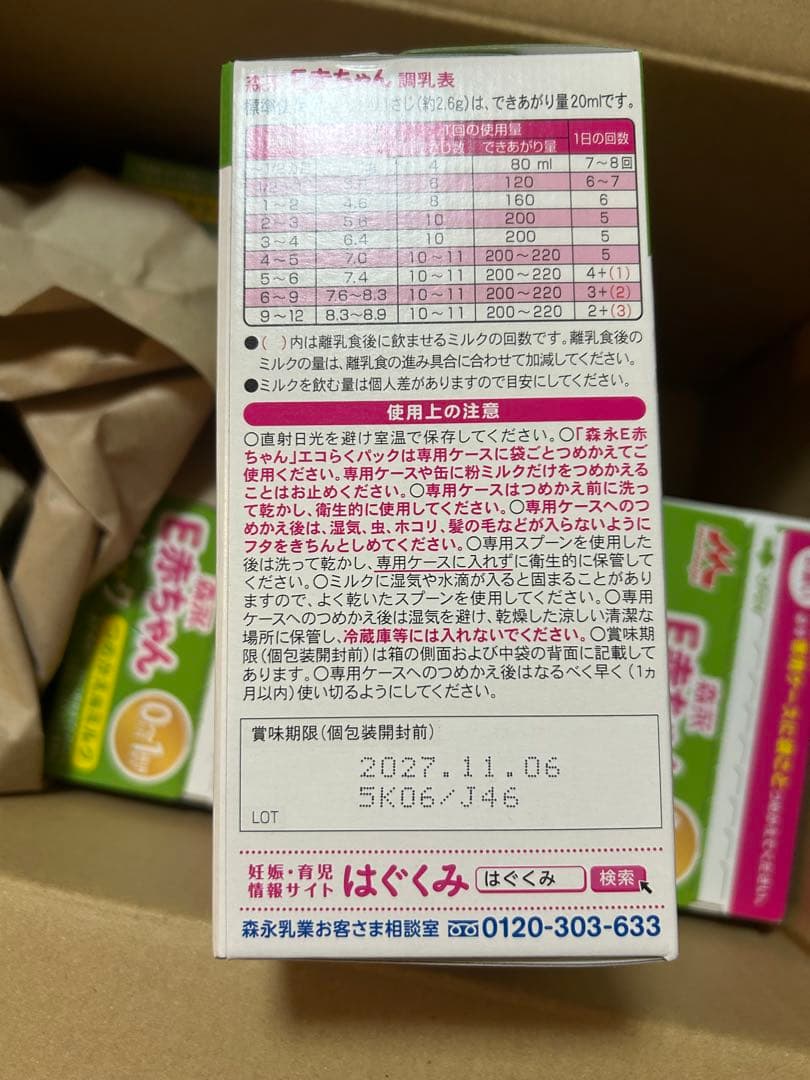 森永 E赤ちゃん 調乳表
さじ(約2.6g)は、できあがり量20mlです。
1回の使用量
できあがり量
1日の回数
4 80 ml 7〜8回
6 120 6〜7
1〜2 4.6 8 160 6
2〜3 5.6 10 200 5
3〜4 6.4 10 200 5
4〜5 7.0 10〜11 200〜220 5
5〜6 7.4 10〜11 200〜220 4+(1)
6〜9 7.6〜8.3 10〜11 200〜220 3+(2)
9〜12 8.3〜8.9 10〜11 200〜220 2+(3)
●( )内は離乳食後に飲ませるミルクの回数です。離乳食後の
ミルクの量は、離乳食の進み具合に合わせて加減してください。
●ミルクを飲む量は個人差がありますので目安にしてください。
使用上の注意
○直射日光を避け室温で保存してください。○「森永E赤
ちゃん」エコらくパックは専用ケースに袋ごとつめかえてご
使用ください。専用ケースや缶に粉ミルクだけをつめかえる
ことはお止めください。○専用ケースはつめかえ前に洗っ
て乾かし、衛生的に使用してください。○専用ケースへのつ
めかえ後は、湿気、虫、ホコリ、髪の毛などが入らないように
フタをきちんとしめてください。○専用スプーンを使用した
後は洗って乾かし、専用ケースに入れずに衛生的に保管し
てください。○ミルクに湿気や水滴が入ると固まることがあり
ますので、よく乾いたスプーンを使用してください。○専用
ケースへのつめかえ後は湿気を避け、乾燥した涼しい清潔な
場所に保管し、冷蔵庫等には入れないでください。○賞味期
限(個包装開封前)は箱の側面および中袋の背面に記載して
あります。○専用ケースへのつめかえ後はなるべく早く(1ヵ
月以内)使い切るようにしてください。
賞味期限(個包装開封前)
2027.11.06
5K06/J46
LOT
妊娠・育児
情報サイト
はぐくみ
はぐくみ
検索
森永乳業お客さま相談室 0120-303-633
森永
E赤ちゃん
森永